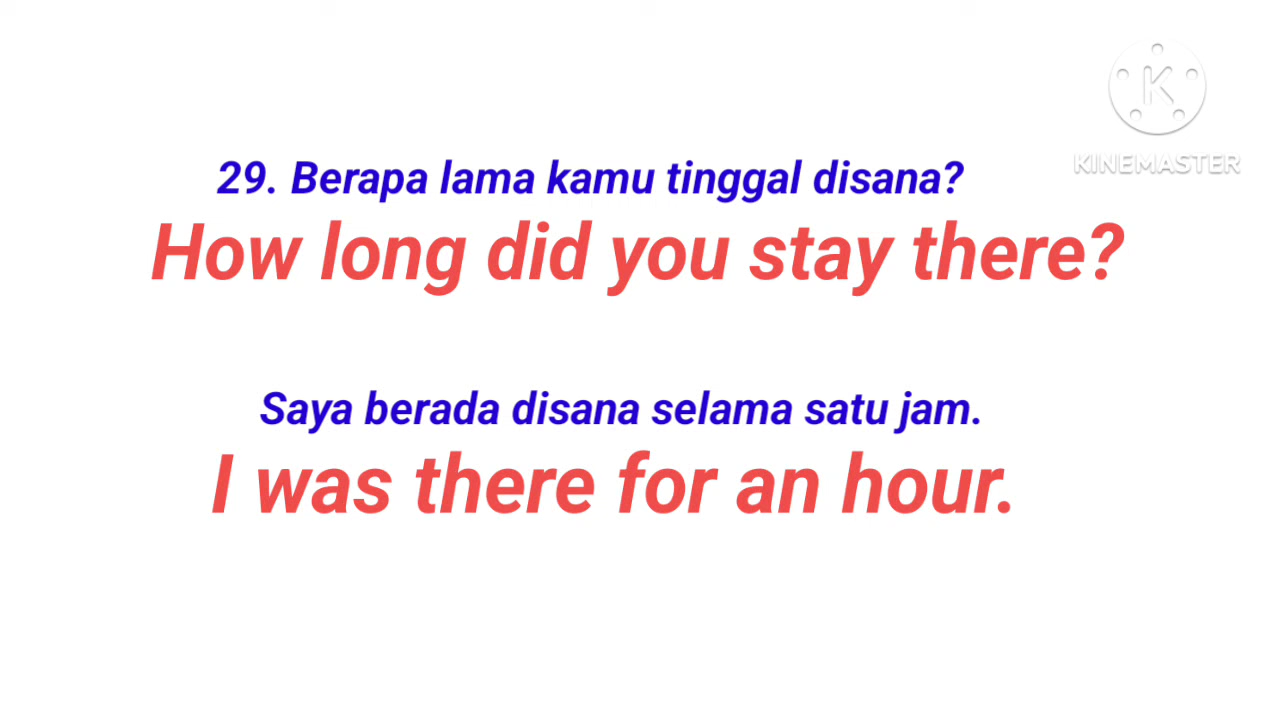 KINEMASTER
29. Berapa lama kamu tinggal disana?
How long did you stay there?
Saya berada disana selama satu jam.
I was there for an hour.